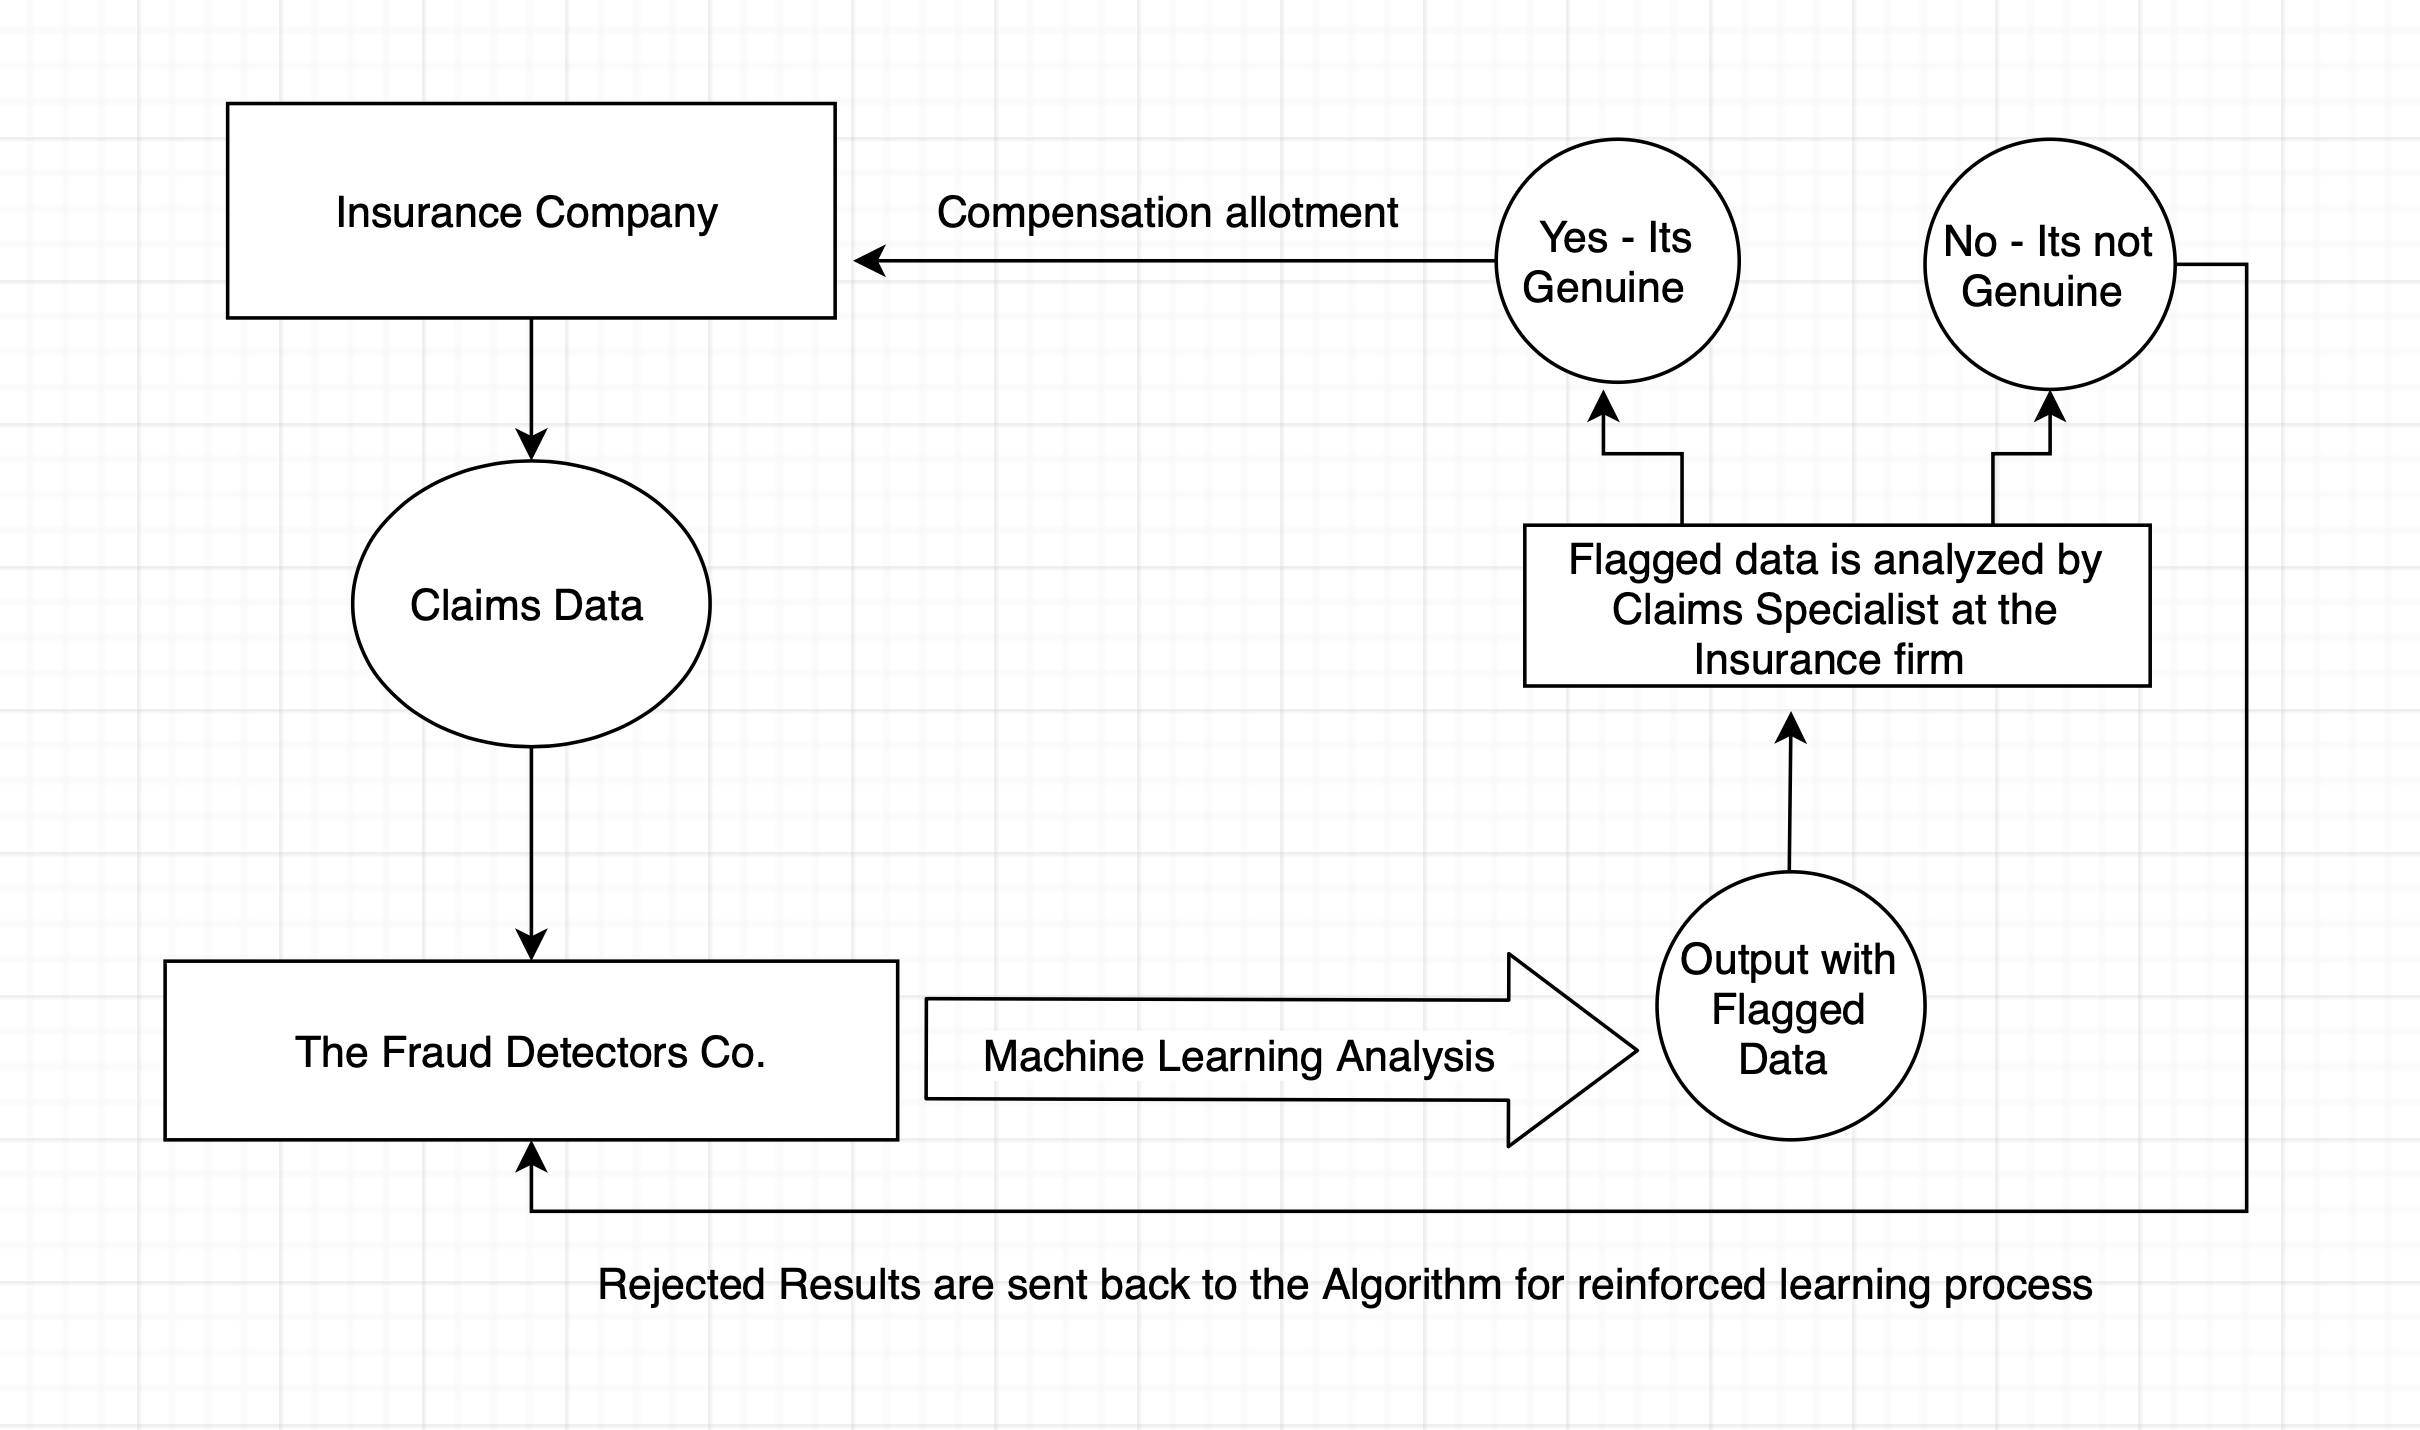 Insurance Company
Compensation allotment
Yes - Its
Genuine
No - Its not
Genuine
Claims Data
Flagged data is analyzed by
Claims Specialist at the
Insurance firm
The Fraud Detectors Co.
Machine Learning Analysis
Output with
Flagged
Data
Rejected Results are sent back to the Algorithm for reinforced learning process